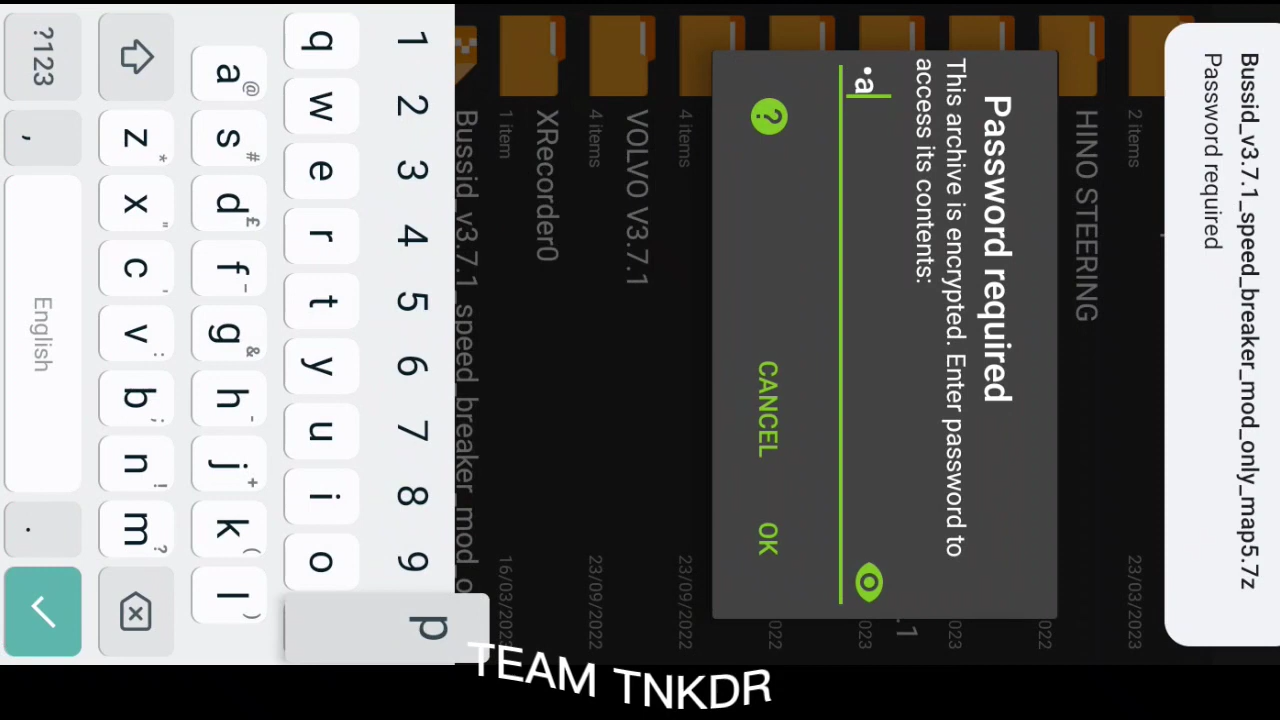 Bussid_v3.7.1_speed_breaker_mod_only_map5.7z
Password required
2 items
23/03/2023
HINO STEERING
Password required
This archive is encrypted. Enter password to
access its contents:
•a
?
CANCEL
OK
4 items
23/09/2022
VOLVO V3.7.1
4 items
23/09/2022
XRecorder0
1 item
16/03/2022
Bussid_v3.7.1_speed_breaker_mod_o
1 2 3 4 5 6 7 8 9
q w e r t y u i o p
a@ s# d£ f_ g& h- j+ k( l)
z* x" c' v: b; n! m?
?123 , English .
TEAM TNKDR